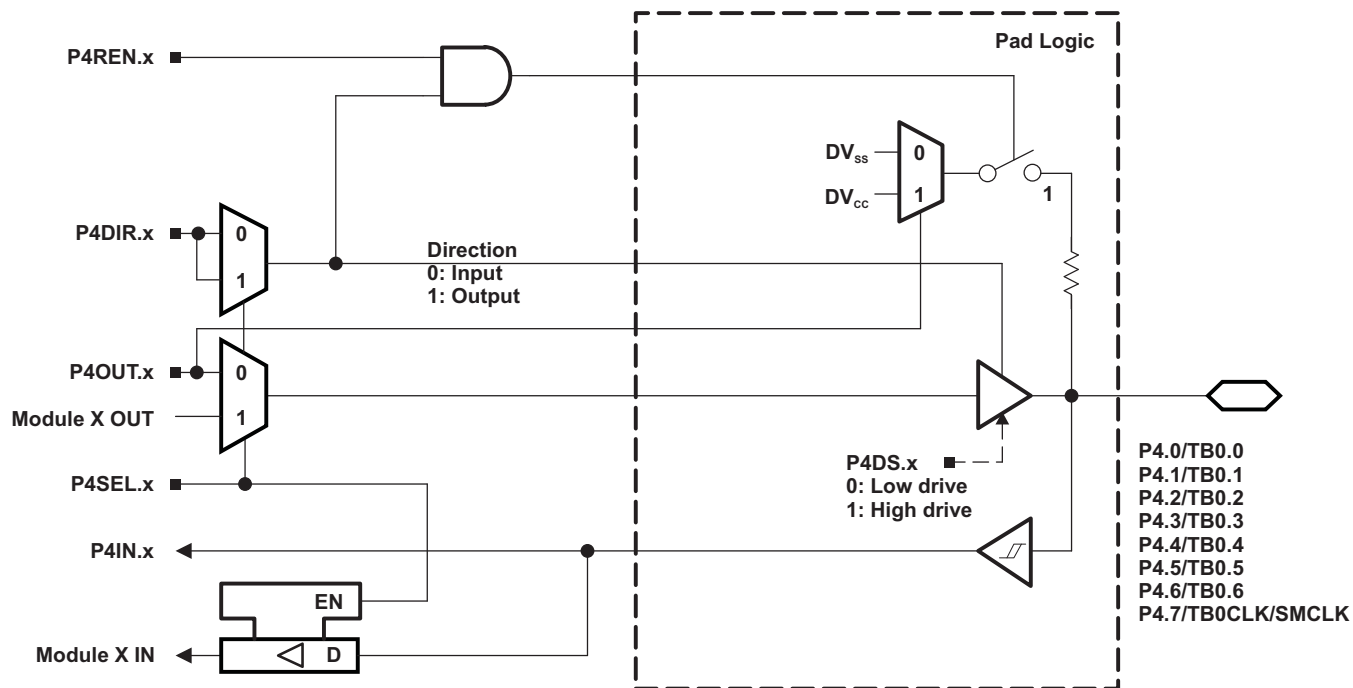 Pad Logic
P4REN.x
DVSS
0
DVCC
1
1
P4DIR.x
0
1
Direction
0: Input
1: Output
P4OUT.x
0
Module X OUT
1
P4DS.x
0: Low drive
1: High drive
P4SEL.x
P4IN.x
EN
Module X IN
D
P4.0/TB0.0
P4.1/TB0.1
P4.2/TB0.2
P4.3/TB0.3
P4.4/TB0.4
P4.5/TB0.5
P4.6/TB0.6
P4.7/TB0CLK/SMCLK